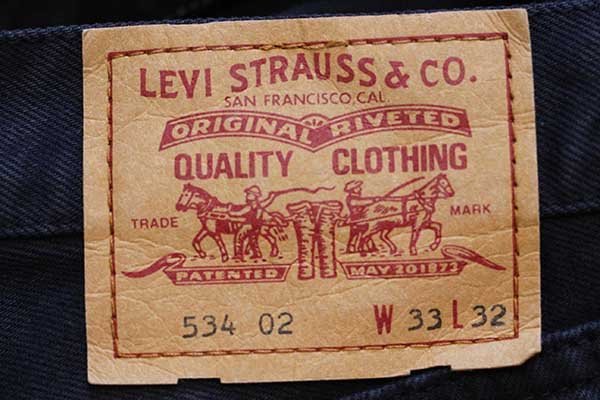 LEVI STRAUSS & CO.
SAN FRANCISCO, CAL.
ORIGINAL RIVETED
QUALITY CLOTHING
TRADE MARK
PATENTED MAY 20 1873
534 02 W 33 L 32